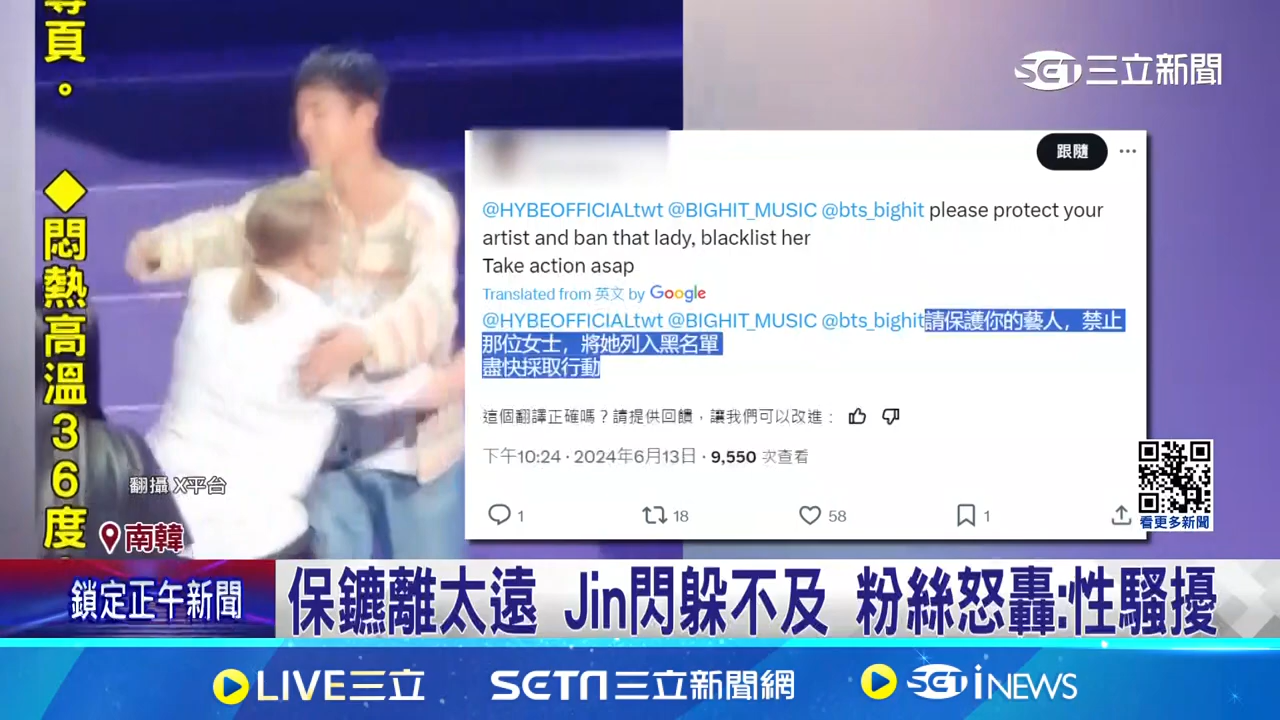 尋頁。
◆悶熱高溫36度
SET三立新聞
跟隨
@HYBEOFFICIALtwt @BIGHIT_MUSIC @bts_bighit please protect your
artist and ban that lady, blacklist her
Take action asap
Translated from 英文 by Google
@HYBEOFFICIALtwt @BIGHIT_MUSIC @bts_bighit請保護你的藝人，禁止
那位女士，將她列入黑名單
盡快採取行動
這個翻譯正確嗎？請提供回饋，讓我們可以改進：
下午10:24 · 2024年6月13日 · 9,550 次查看
1 18 58 1
看更多新聞
翻攝 X平台
南韓
鎖定正午新聞
保鑣離太遠 Jin閃躲不及 粉絲怒轟:性騷擾
LIVE三立
SETN三立新聞網
SET iNEWS